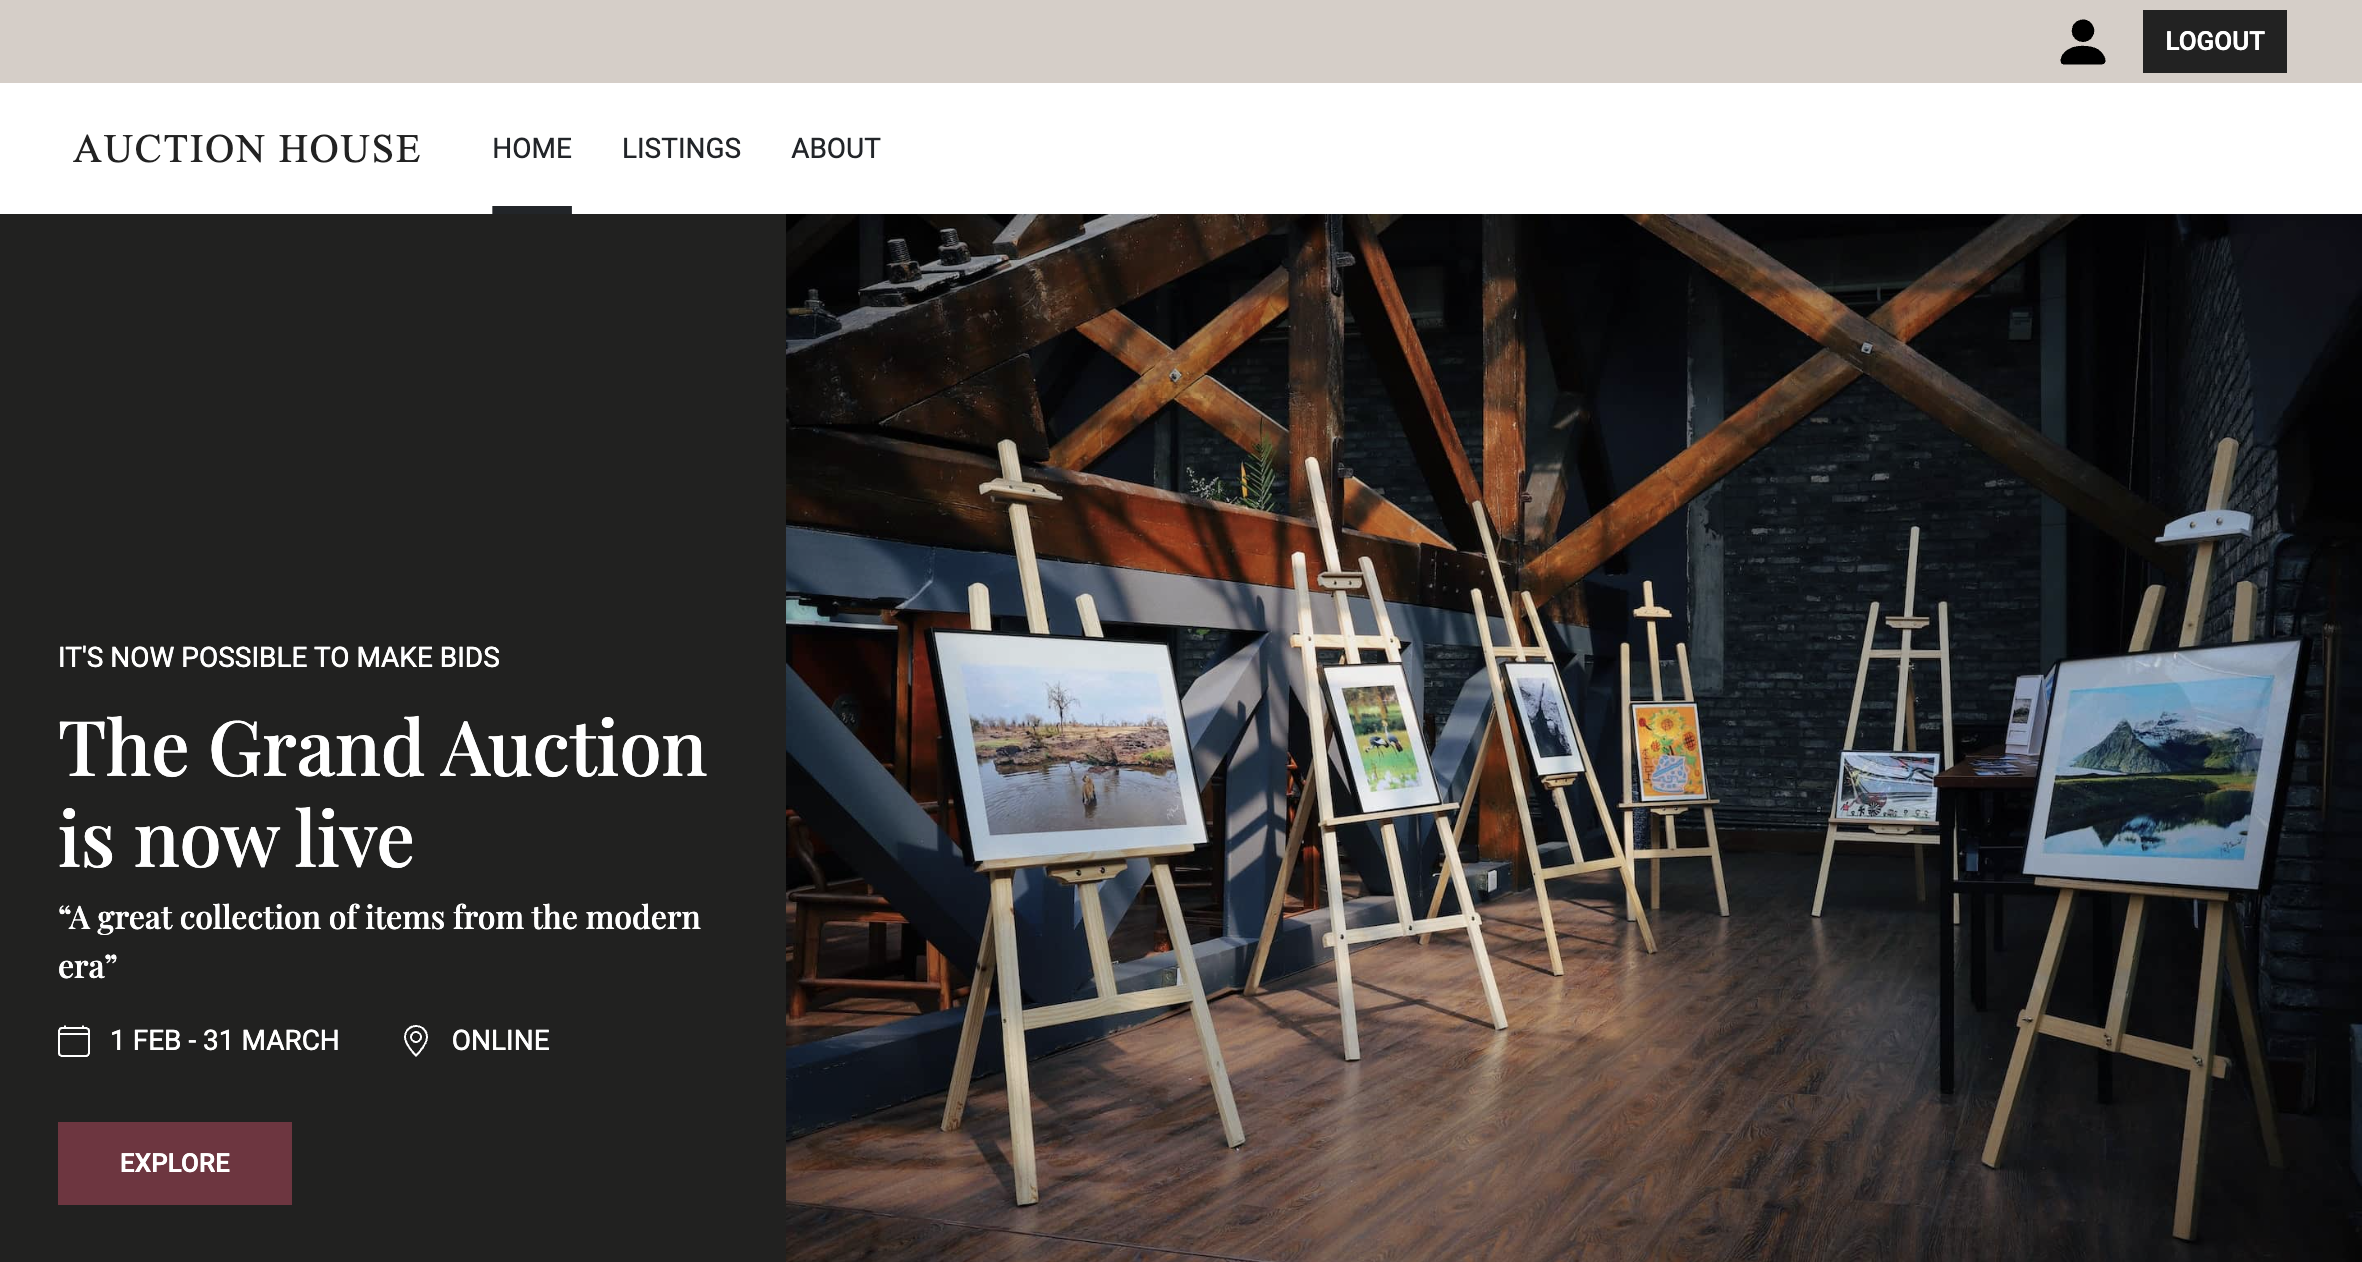 LOGOUT
AUCTION HOUSE
HOME
LISTINGS
ABOUT
IT'S NOW POSSIBLE TO MAKE BIDS
The Grand Auction
is now live
“A great collection of items from the modern
era”
1 FEB - 31 MARCH
ONLINE
EXPLORE